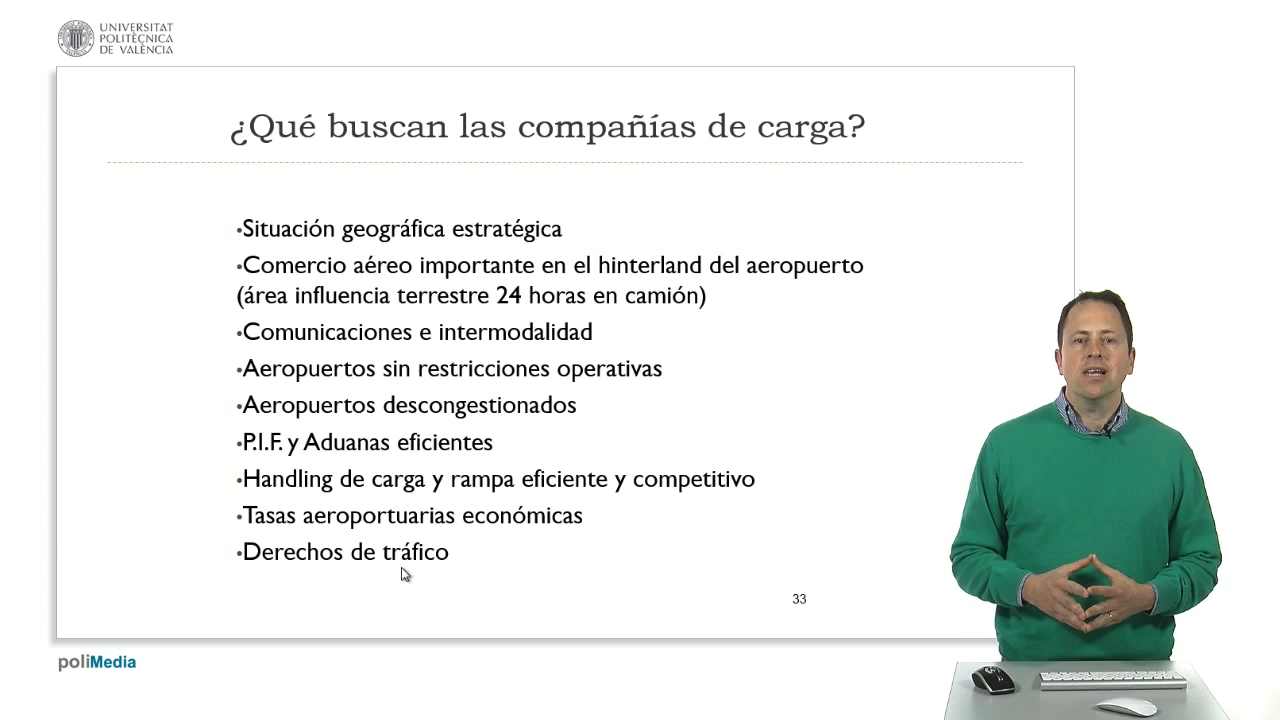 UNIVERSITAT
POLITÈCNICA
DE VALÈNCIA
¿Qué buscan las compañías de carga?
•Situación geográfica estratégica
•Comercio aéreo importante en el hinterland del aeropuerto
(área influencia terrestre 24 horas en camión)
•Comunicaciones e intermodalidad
•Aeropuertos sin restricciones operativas
•Aeropuertos descongestionados
•P.I.F. y Aduanas eficientes
•Handling de carga y rampa eficiente y competitivo
•Tasas aeroportuarias económicas
•Derechos de tráfico
33
poliMedia